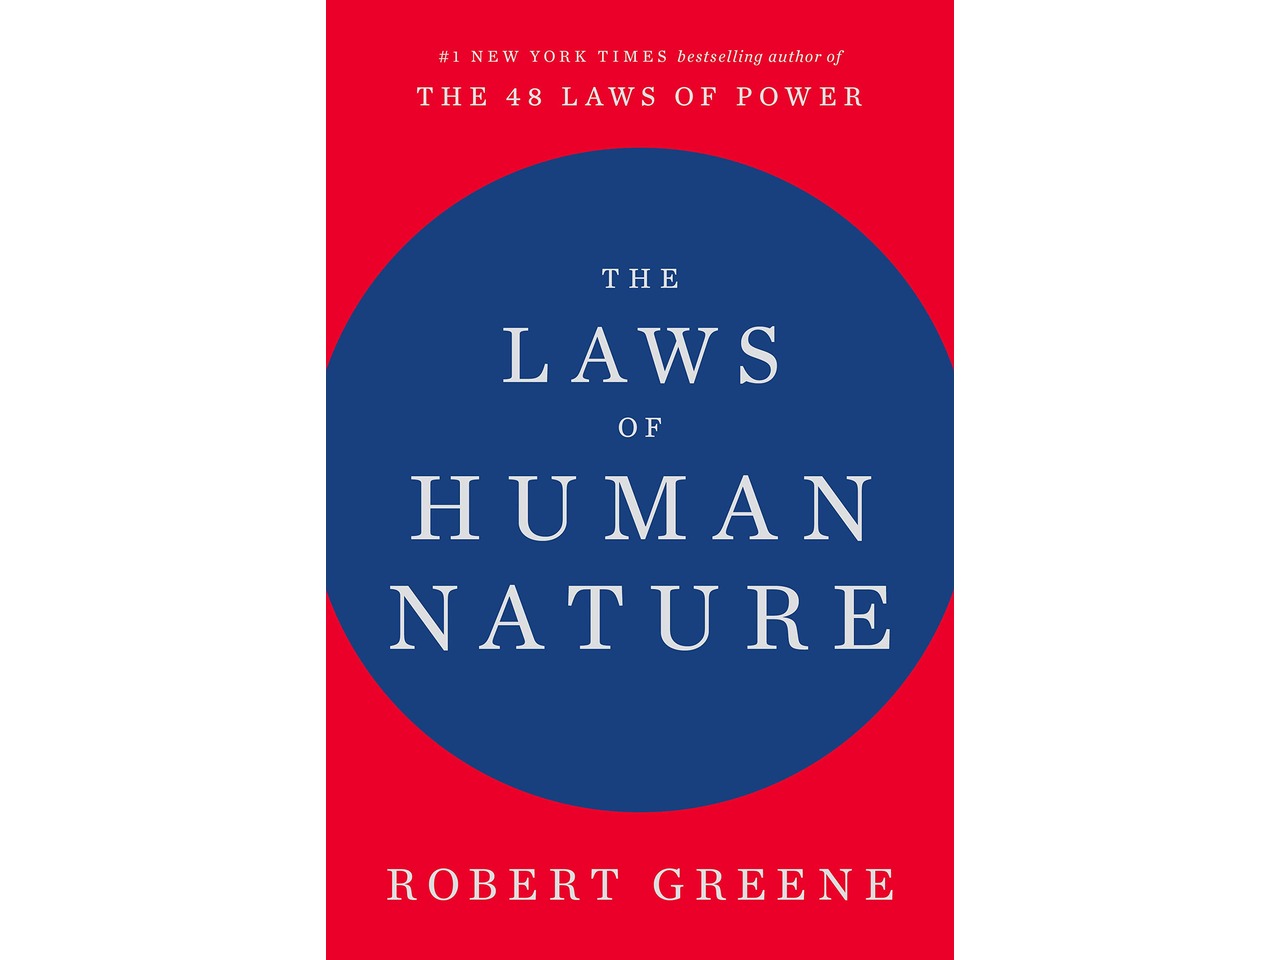 #1 NEW YORK TIMES bestselling author of
THE 48 LAWS OF POWER
THE
LAWS
OF
HUMAN
NATURE
ROBERT GREENE